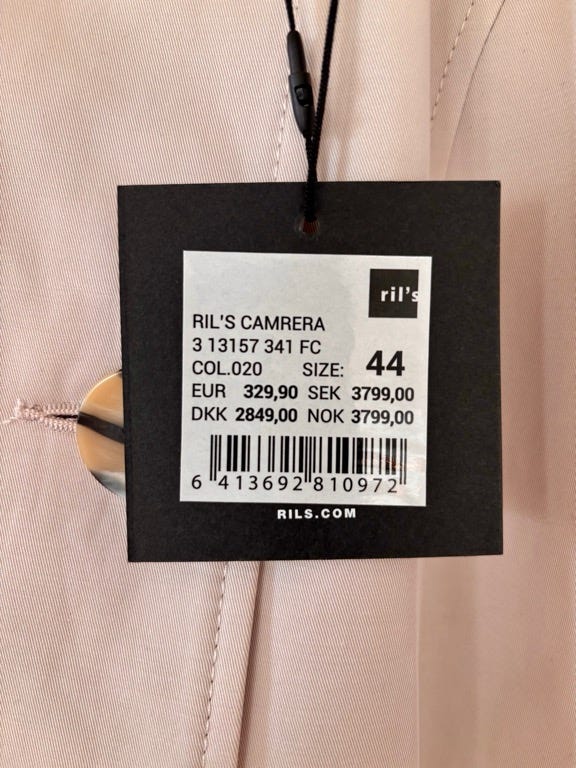 ril's
RIL'S CAMRERA
3 13157 341 FC
COL.020 SIZE: 44
EUR 329,90 SEK 3799,00
DKK 2849,00 NOK 3799,00
6 413692 810972
RILS.COM